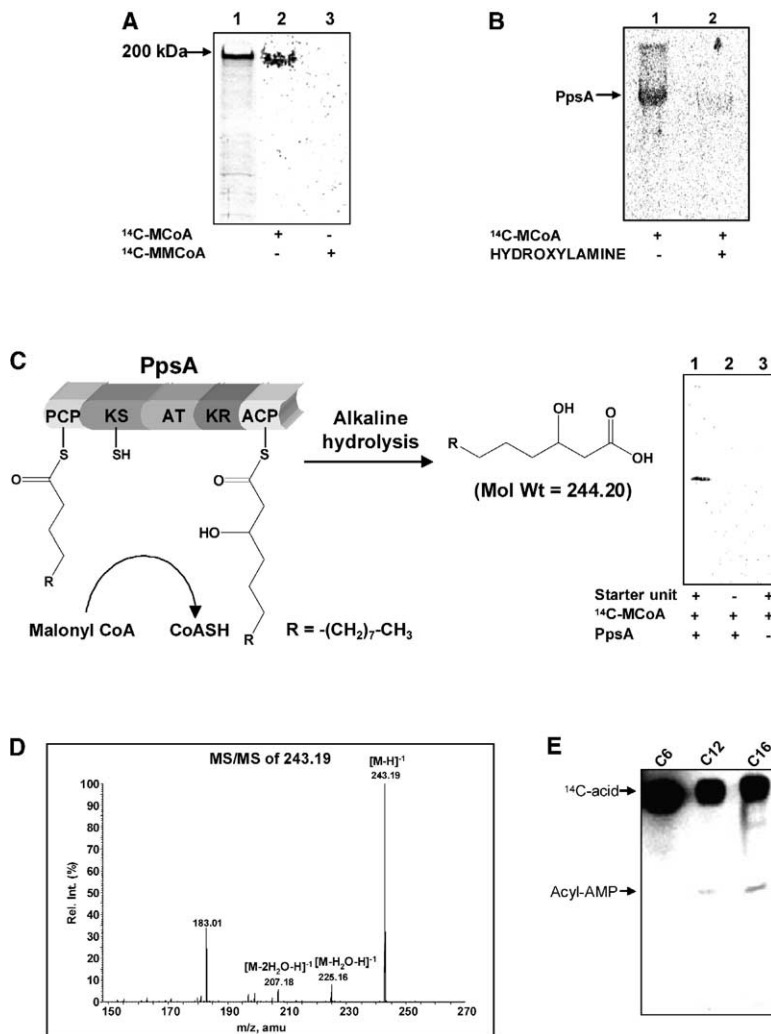 A
1 2 3
200 kDa
¹⁴C-MCoA + -
¹⁴C-MMCoA - +
B
1 2
PpsA
¹⁴C-MCoA + +
HYDROXYLAMINE - +
C
PpsA
PCP KS AT KR ACP
S SH S
O O
HO
R
R
Malonyl CoA CoASH
R = -(CH₂)₇-CH₃
Alkaline
hydrolysis
OH O
R OH
(Mol Wt = 244.20)
1 2 3
Starter unit + - +
¹⁴C-MCoA + + +
PpsA + + -
D
MS/MS of 243.19
[M-H]⁻¹
243.19
183.01
[M-2H₂O-H]⁻¹
207.18
[M-H₂O-H]⁻¹
225.16
Rel. Int. (%)
100
90
80
70
60
50
40
30
20
10
0
150 170 190 210 230 250 270
m/z, amu
E
C6 C12 C16
¹⁴C-acid
Acyl-AMP